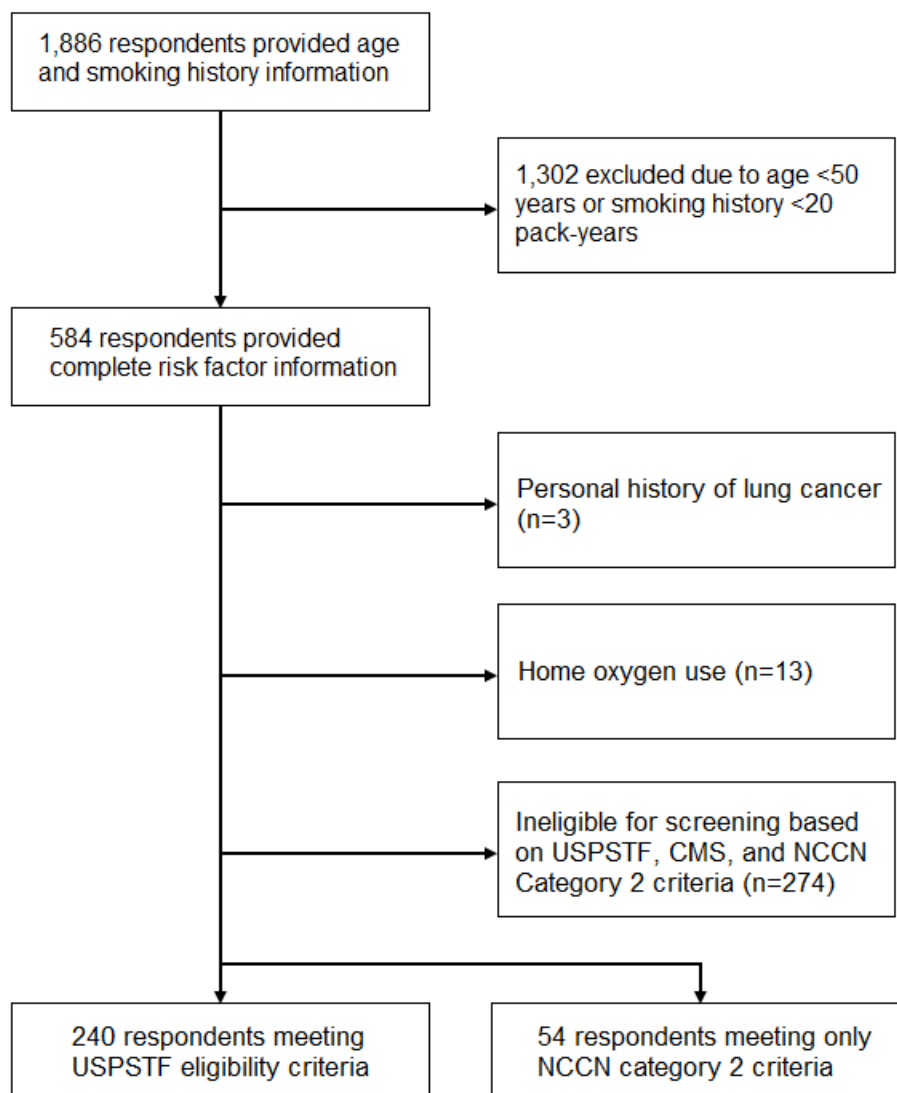 1,886 respondents provided age
and smoking history information
1,302 excluded due to age <50
years or smoking history <20
pack-years
584 respondents provided
complete risk factor information
Personal history of lung cancer
(n=3)
Home oxygen use (n=13)
Ineligible for screening based
on USPSTF, CMS, and NCCN
Category 2 criteria (n=274)
240 respondents meeting
USPSTF eligibility criteria
54 respondents meeting only
NCCN category 2 criteria